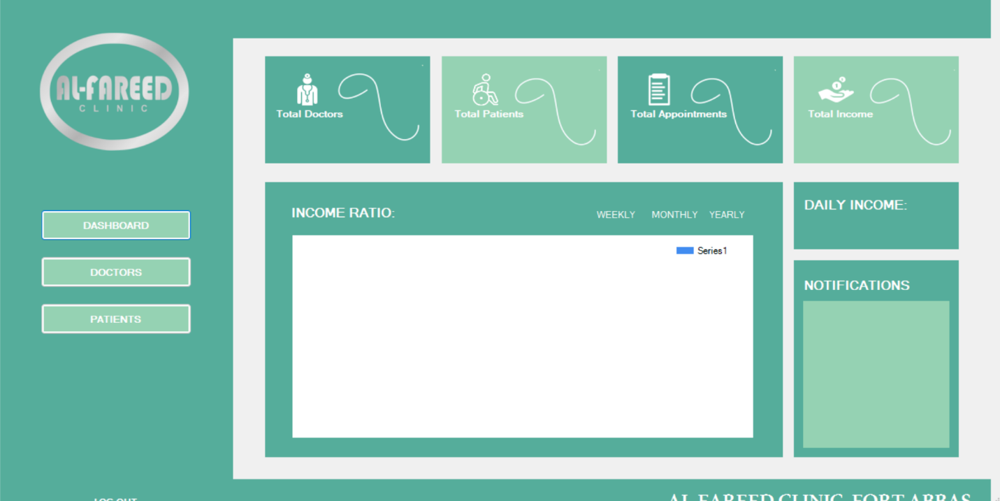 AL-FAREED
CLINIC
DASHBOARD
DOCTORS
PATIENTS
LOG OUT
Total Doctors
Total Patients
Total Appointments
Total Income
INCOME RATIO:
WEEKLY MONTHLY YEARLY
Series1
DAILY INCOME:
NOTIFICATIONS
AL-FAREED CLINIC, FORT ABBAS